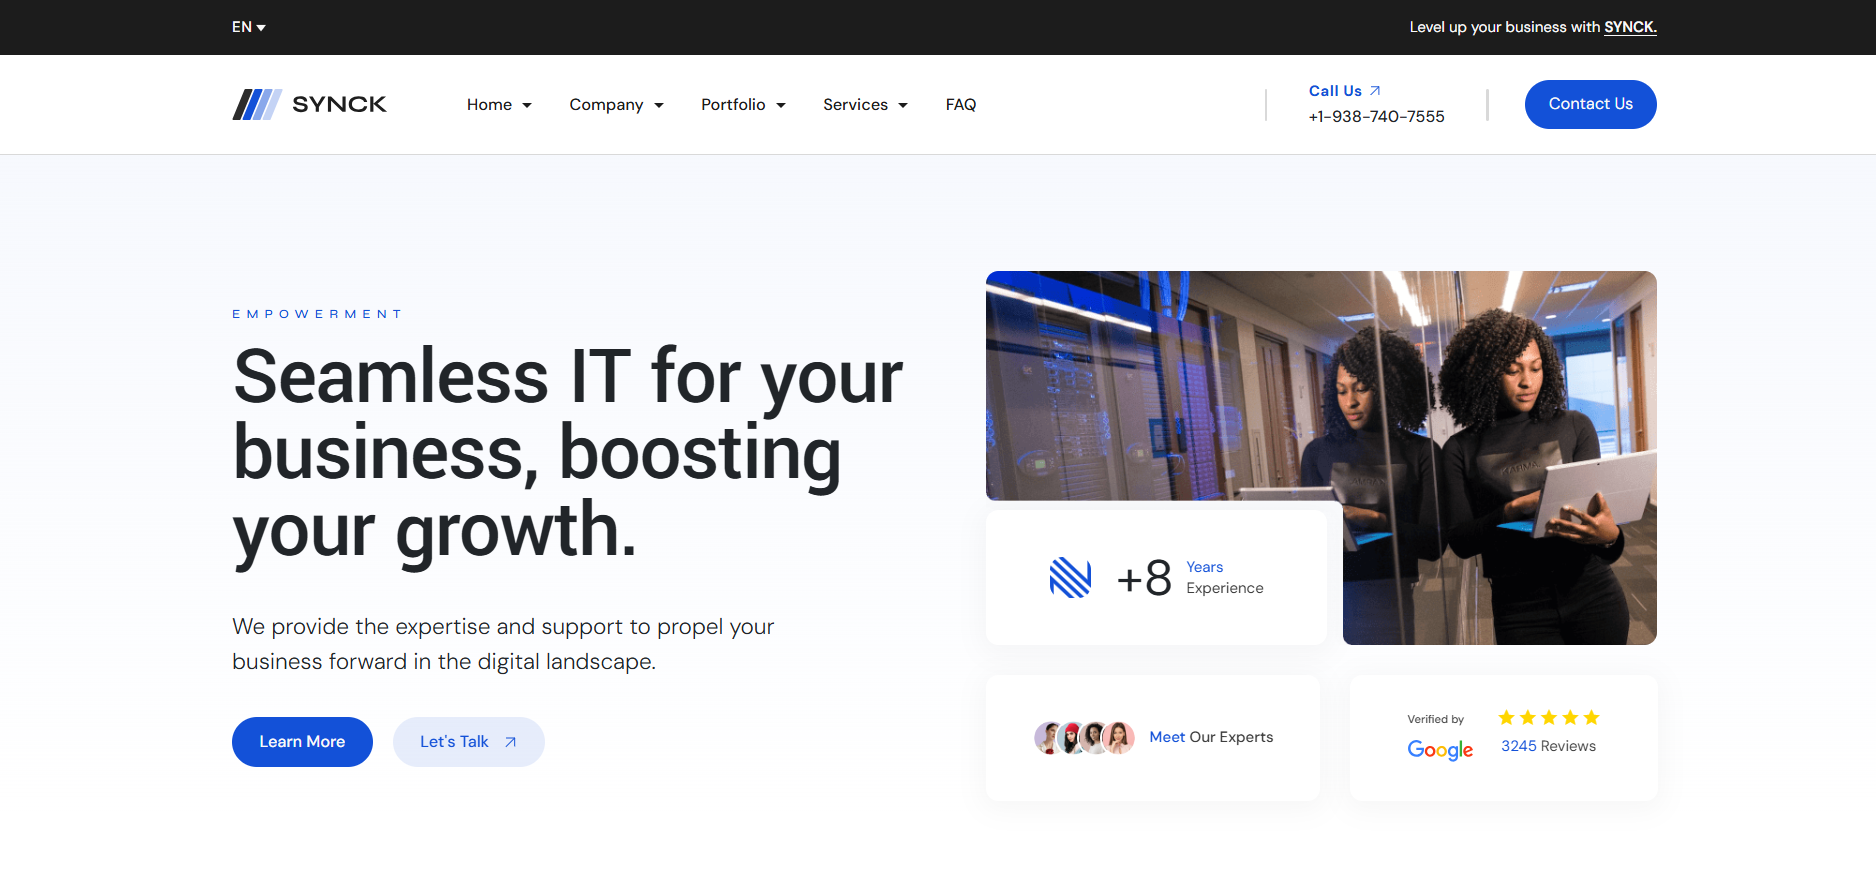 EN
Level up your business with SYNCK.
SYNCK
Home
Company
Portfolio
Services
FAQ
Call Us
+1-938-740-7555
Contact Us
EMPOWERMENT
Seamless IT for your
business, boosting
your growth.
We provide the expertise and support to propel your
business forward in the digital landscape.
Learn More
Let's Talk
+8
Years
Experience
Meet Our Experts
Verified by
Google
3245 Reviews